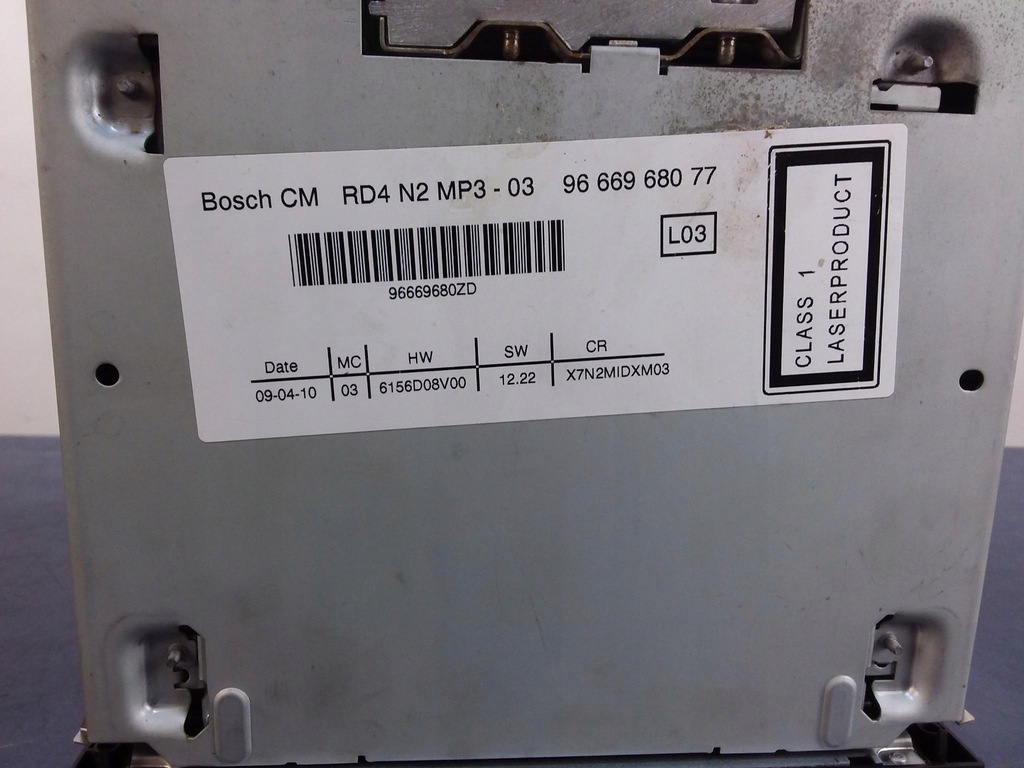 Bosch CM RD4 N2 MP3 - 03 96 669 680 77
L03
96669680ZD
Date MC HW SW CR
09-04-10 03 6156D08V00 12.22 X7N2MIDXM03
CLASS 1
LASERPRODUCT